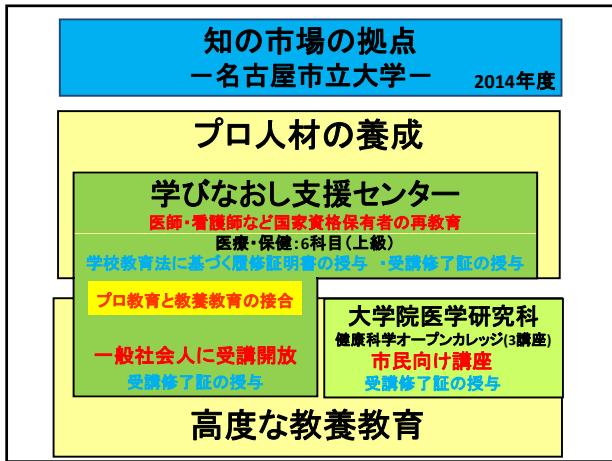 知の市場の拠点
－名古屋市立大学－
2014年度
プロ人材の養成
学びなおし支援センター
医師・看護師など国家資格保有者の再教育
医療・保健：6科目（上級）
学校教育法に基づく履修証明書の授与 ・受講修了証の授与
プロ教育と教養教育の接合
一般社会人に受講開放
受講修了証の授与
大学院医学研究科
健康科学オープンカレッジ(3講座)
市民向け講座
受講修了証の授与
高度な教養教育